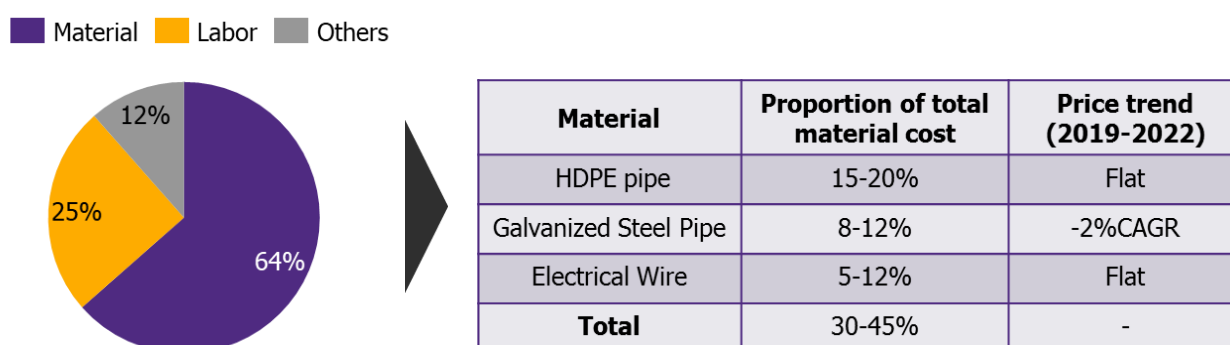 Material Labor Others
12%
25%
64%
Material Proportion of total material cost Price trend (2019-2022)
HDPE pipe 15-20% Flat
Galvanized Steel Pipe 8-12% -2%CAGR
Electrical Wire 5-12% Flat
Total 30-45% -